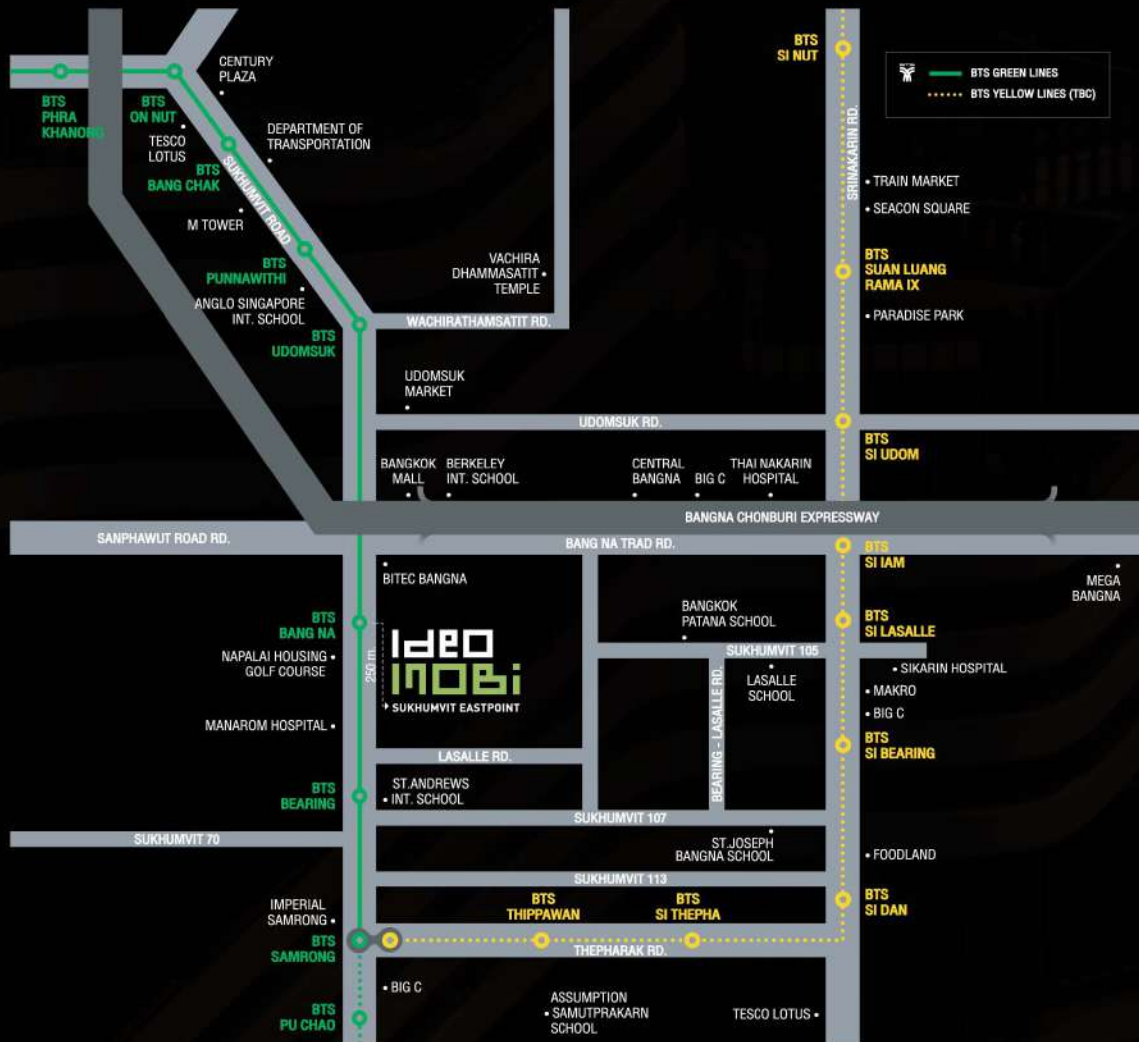 BTS
SI NUT
BTS GREEN LINES
BTS YELLOW LINES (TBC)
CENTURY
PLAZA
BTS
PHRA
KHANONG
BTS
ON NUT
TESCO
LOTUS
DEPARTMENT OF
TRANSPORTATION
BTS
BANG CHAK
SUKHUMVIT ROAD
SRINAKARIN RD.
• TRAIN MARKET
• SEACON SQUARE
M TOWER
BTS
PUNNAWITHI
VACHIRA
DHAMMASATIT •
TEMPLE
BTS
SUAN LUANG
RAMA IX
ANGLO SINGAPORE
INT. SCHOOL
WACHIRATHAMSATIT RD.
• PARADISE PARK
BTS
UDOMSUK
UDOMSUK
MARKET
UDOMSUK RD.
BTS
SI UDOM
BANGKOK
MALL
BERKELEY
INT. SCHOOL
CENTRAL
BANGNA
BIG C
THAI NAKARIN
HOSPITAL
BANGNA CHONBURI EXPRESSWAY
SANPHAWUT ROAD RD.
BANG NA TRAD RD.
BTS
SI IAM
BITEC BANGNA
MEGA
BANGNA
BTS
BANG NA
BANGKOK
PATANA SCHOOL
BTS
SI LASALLE
NAPALAI HOUSING •
GOLF COURSE
250 m.
IDEO
MOBI
SUKHUMVIT EASTPOINT
SUKHUMVIT 105
• SIKARIN HOSPITAL
LASALLE
SCHOOL
• MAKRO
• BIG C
MANAROM HOSPITAL •
BEARING - LASALLE RD.
BTS
SI BEARING
LASALLE RD.
BTS
BEARING
ST.ANDREWS
• INT. SCHOOL
SUKHUMVIT 107
SUKHUMVIT 70
ST.JOSEPH
BANGNA SCHOOL
• FOODLAND
SUKHUMVIT 113
IMPERIAL
SAMRONG •
BTS
THIPPAWAN
BTS
SI THEPHA
BTS
SI DAN
BTS
SAMRONG
THEPHARAK RD.
• BIG C
BTS
PU CHAO
ASSUMPTION
• SAMUTPRAKARN
SCHOOL
TESCO LOTUS •